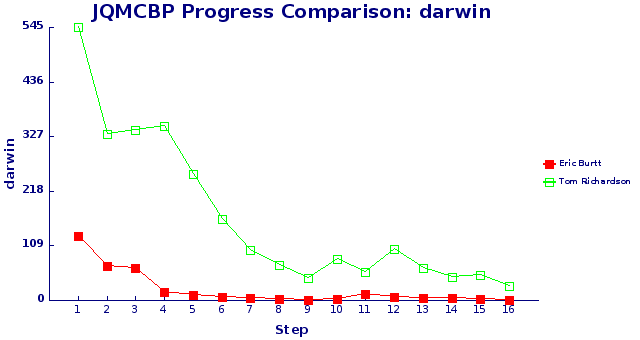 JQMCBP Progress Comparison: darwin
545
436
327
218
109
0
darwin
1 2 3 4 5 6 7 8 9 10 11 12 13 14 15 16
Step
Eric Burtt
Tom Richardson